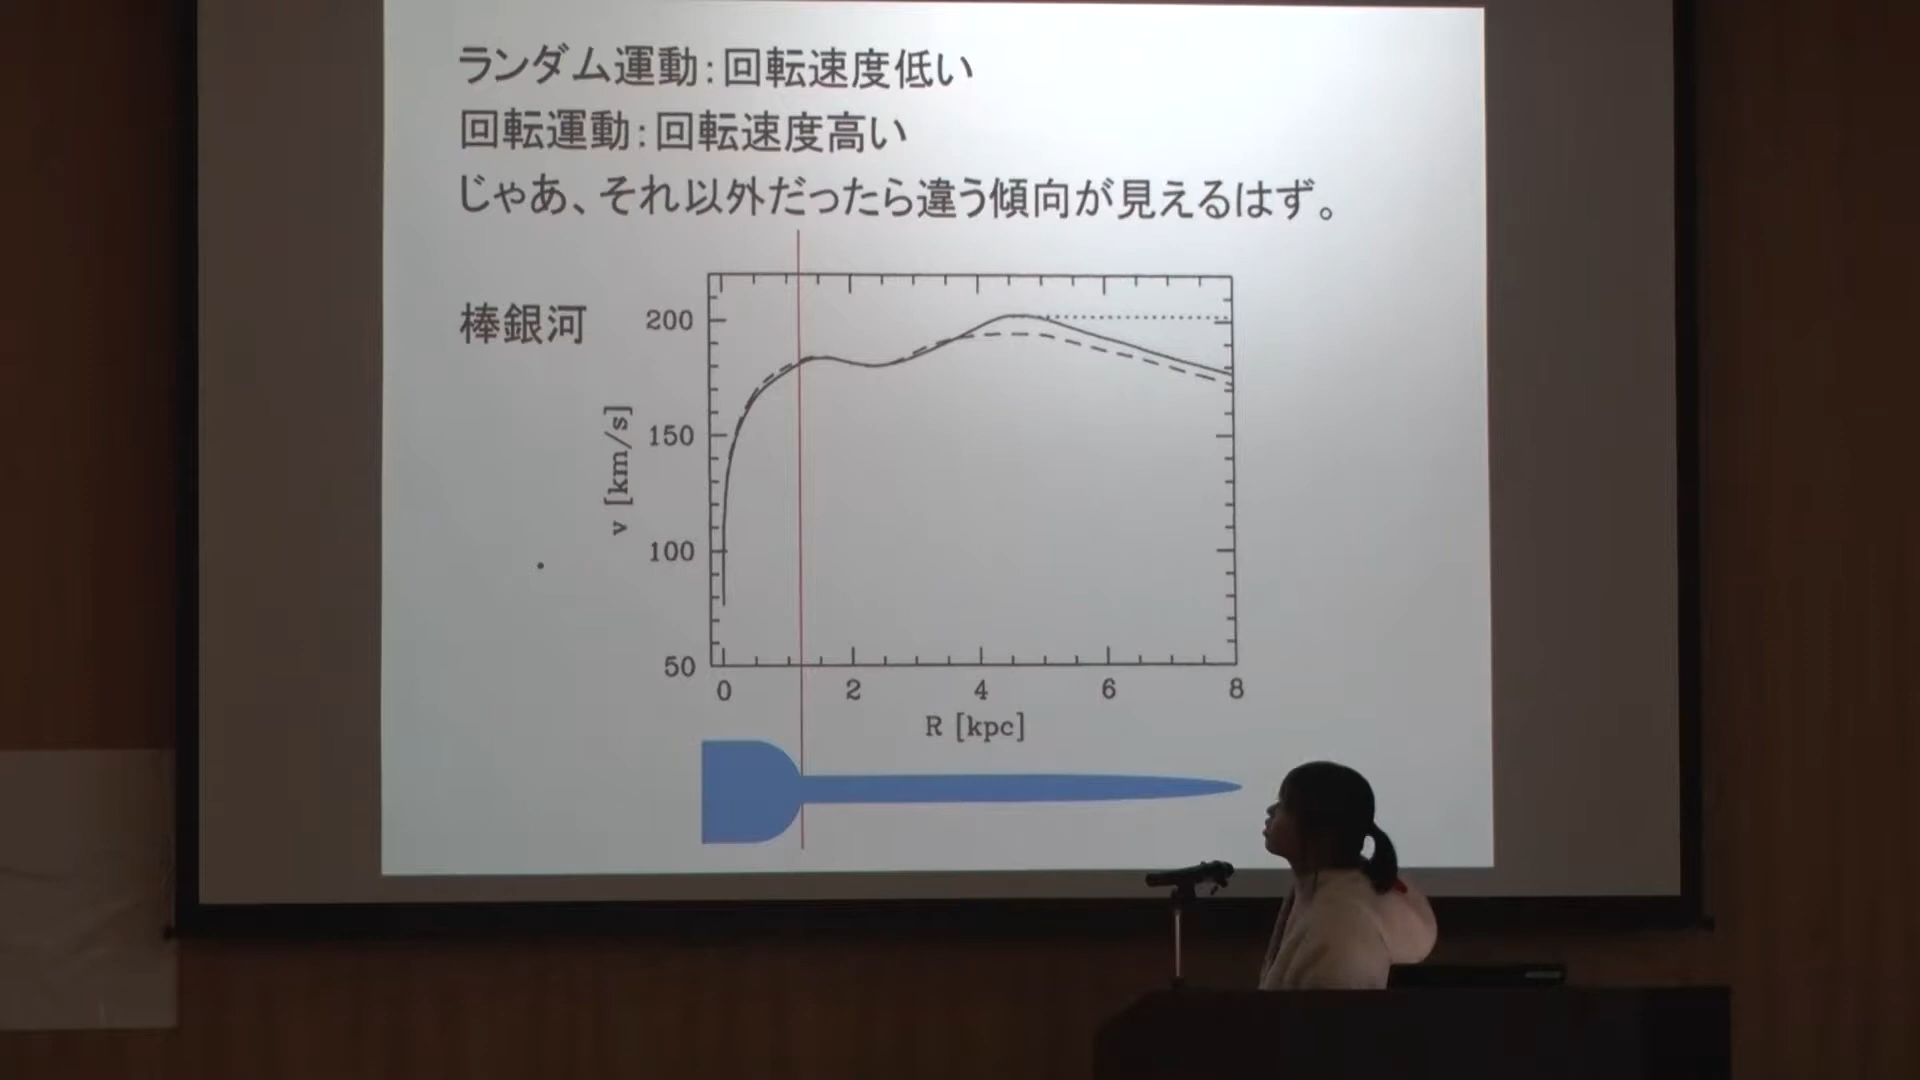 ランダム運動：回転速度低い
回転運動：回転速度高い
じゃあ、それ以外だったら違う傾向が見えるはず。
棒銀河
200
150
100
50
v [km/s]
0 2 4 6 8
R [kpc]